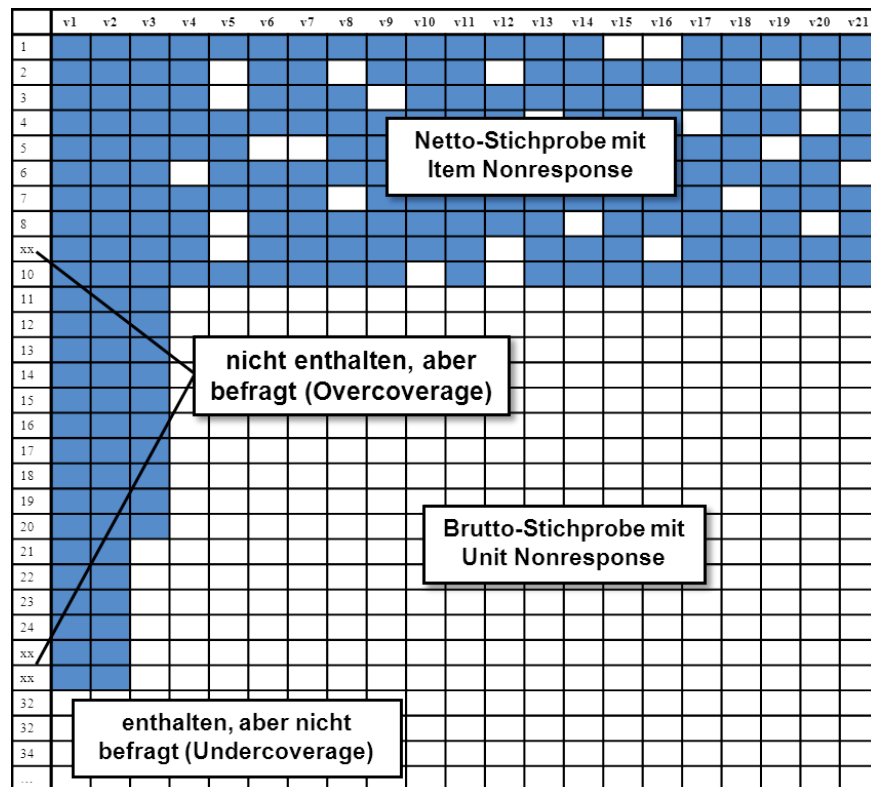 v1 v2 v3 v4 v5 v6 v7 v8 v9 v10 v11 v12 v13 v14 v15 v16 v17 v18 v19 v20 v21
1
2
3
4
5
6
7
8
xx
10
11
12
13
14
15
16
17
18
19
20
21
22
23
24
xx
xx
32
32
34
...
Netto-Stichprobe mit
Item Nonresponse
nicht enthalten, aber
befragt (Overcoverage)
Brutto-Stichprobe mit
Unit Nonresponse
enthalten, aber nicht
befragt (Undercoverage)